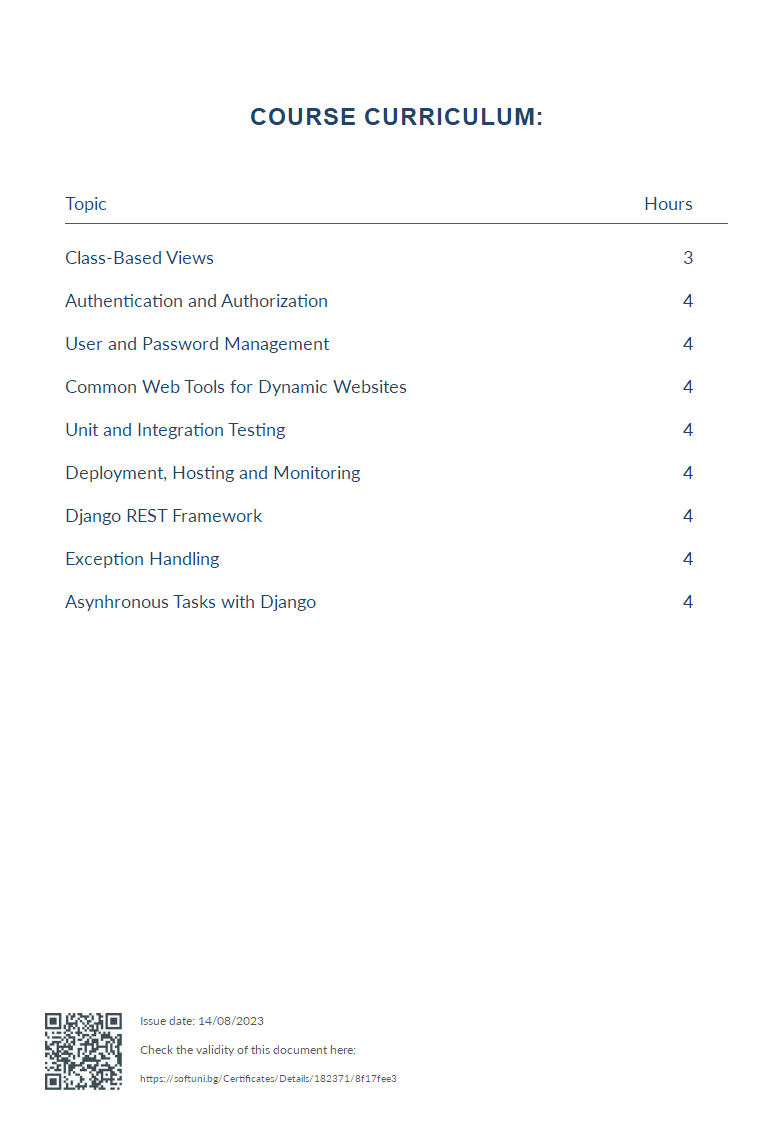 COURSE CURRICULUM:
Topic Hours
Class-Based Views 3
Authentication and Authorization 4
User and Password Management 4
Common Web Tools for Dynamic Websites 4
Unit and Integration Testing 4
Deployment, Hosting and Monitoring 4
Django REST Framework 4
Exception Handling 4
Asynhronous Tasks with Django 4
Issue date: 14/08/2023
Check the validity of this document here:
https://softuni.bg/Certificates/Details/182371/8f17fee3